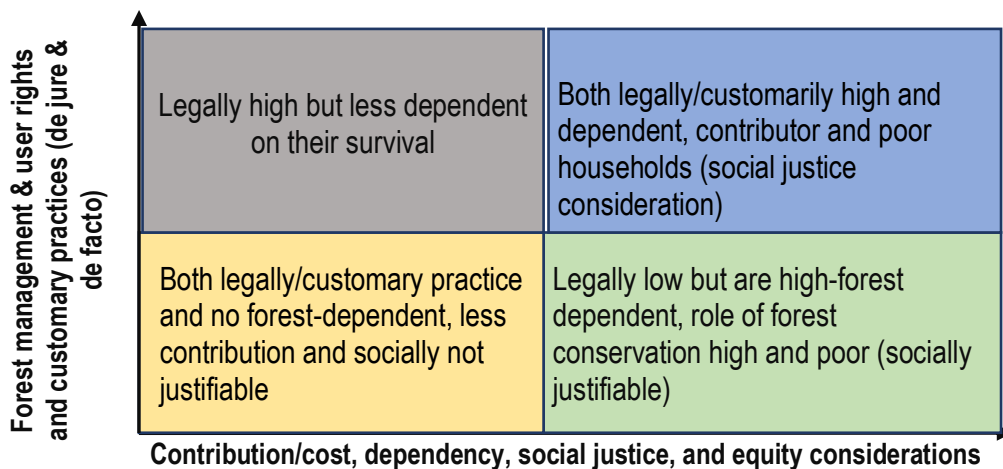 Forest management & user rights
and customary practices (de jure &
de facto)
Legally high but less dependent
on their survival
Both legally/customarily high and
dependent, contributor and poor
households (social justice
consideration)
Both legally/customary practice
and no forest-dependent, less
contribution and socially not
justifiable
Legally low but are high-forest
dependent, role of forest
conservation high and poor (socially
justifiable)
Contribution/cost, dependency, social justice, and equity considerations